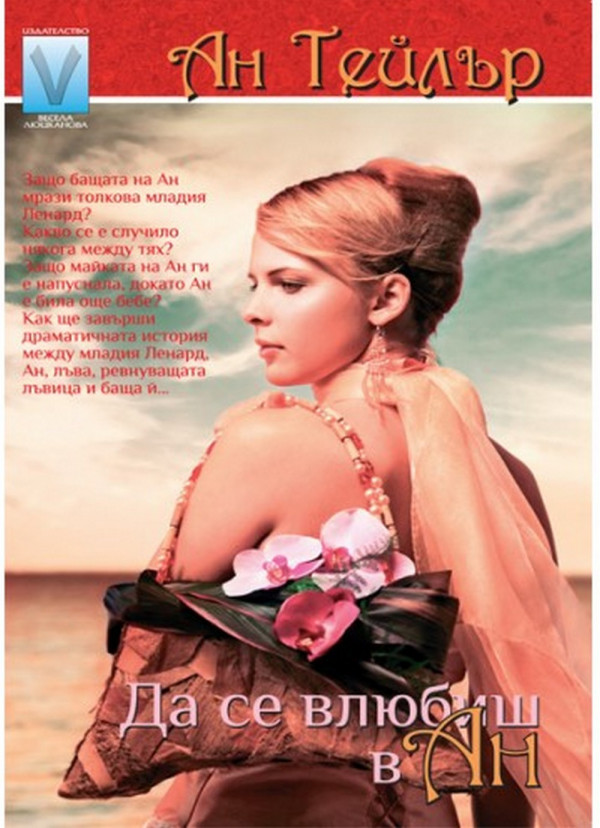 ИЗДАТЕЛСТВО
ВЕСЕЛА
ЛЮЦКАНОВА
Ан Тейлър
Защо бащата на Ан
мрази толкова младия
Ленард?
Какво се е случило
някога между тях?
Защо майката на Ан ги
е напуснала, докато Ан
е била още бебе?
Как ще завърши
драматичната история
между младия Ленард,
Ан, лъва, ревнуващата
лъвица и баща ѝ...
Да се влюбиш
в Ан